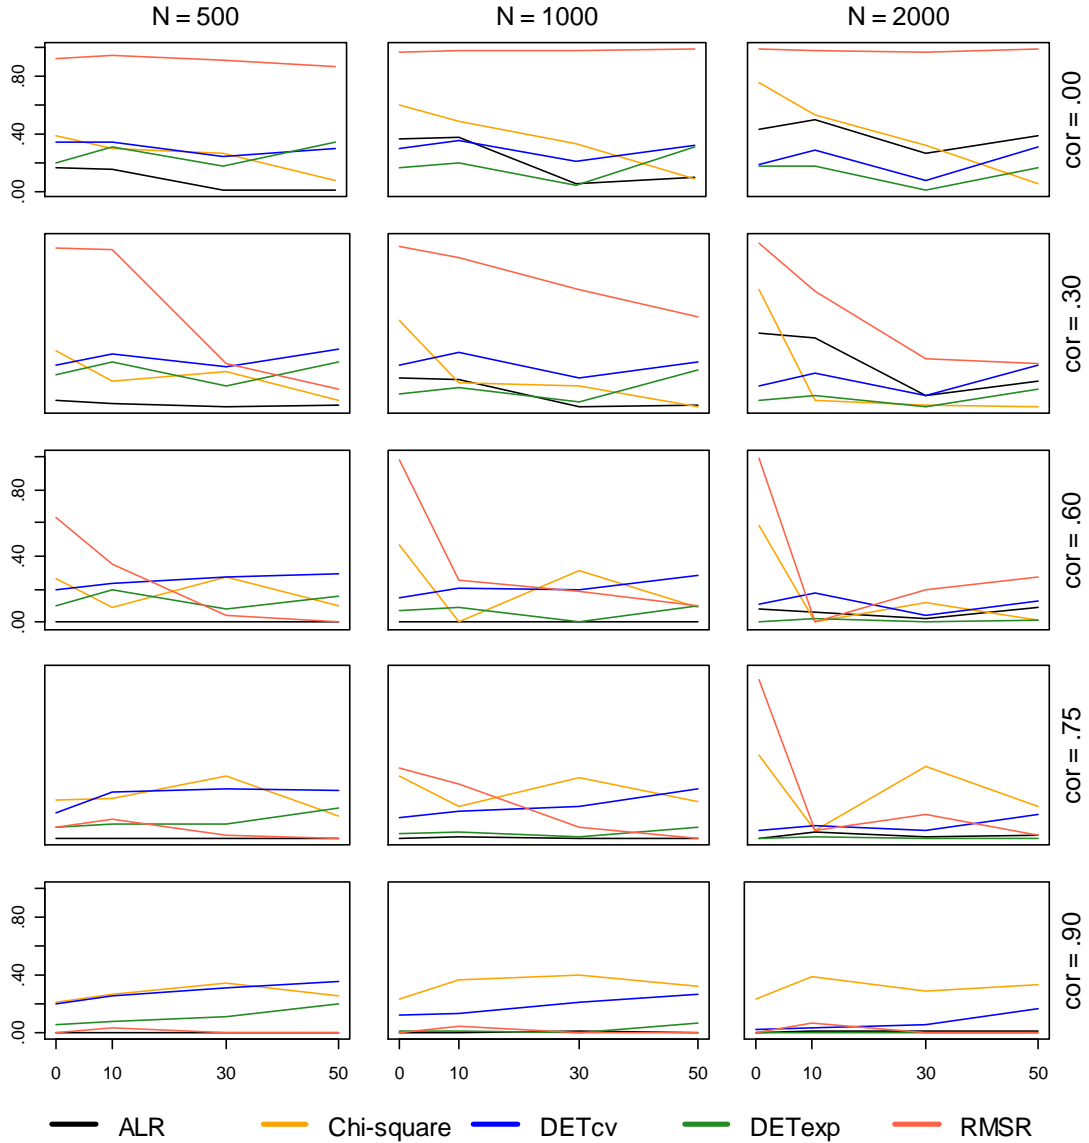 N = 500 N = 1000 N = 2000
.80
.40
.00
cor = .00
cor = .30
.80
.40
.00
cor = .60
cor = .75
.80
.40
.00
cor = .90
0 10 30 50 0 10 30 50 0 10 30 50
ALR Chi-square DETcv DETexp RMSR